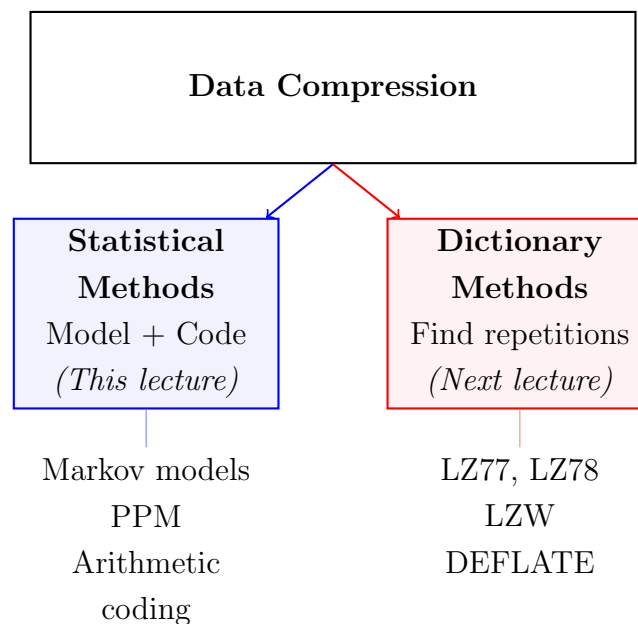 Data Compression
Statistical
Methods
Model + Code
(This lecture)
Dictionary
Methods
Find repetitions
(Next lecture)
Markov models
PPM
Arithmetic
coding
LZ77, LZ78
LZW
DEFLATE